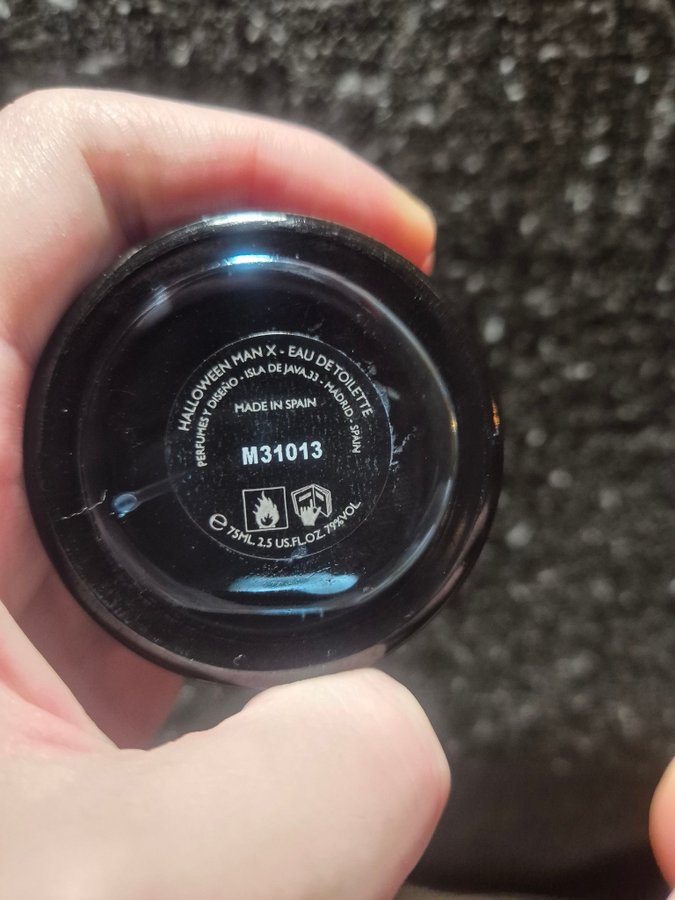 HALLOWEEN MAN X - EAU DE TOILETTE
PERFUMES Y DISEÑO - ISLA DE JAVA,33 - MADRID - SPAIN
MADE IN SPAIN
M31013
℮ 75ML. 2.5 US.FL.OZ. 79%VOL